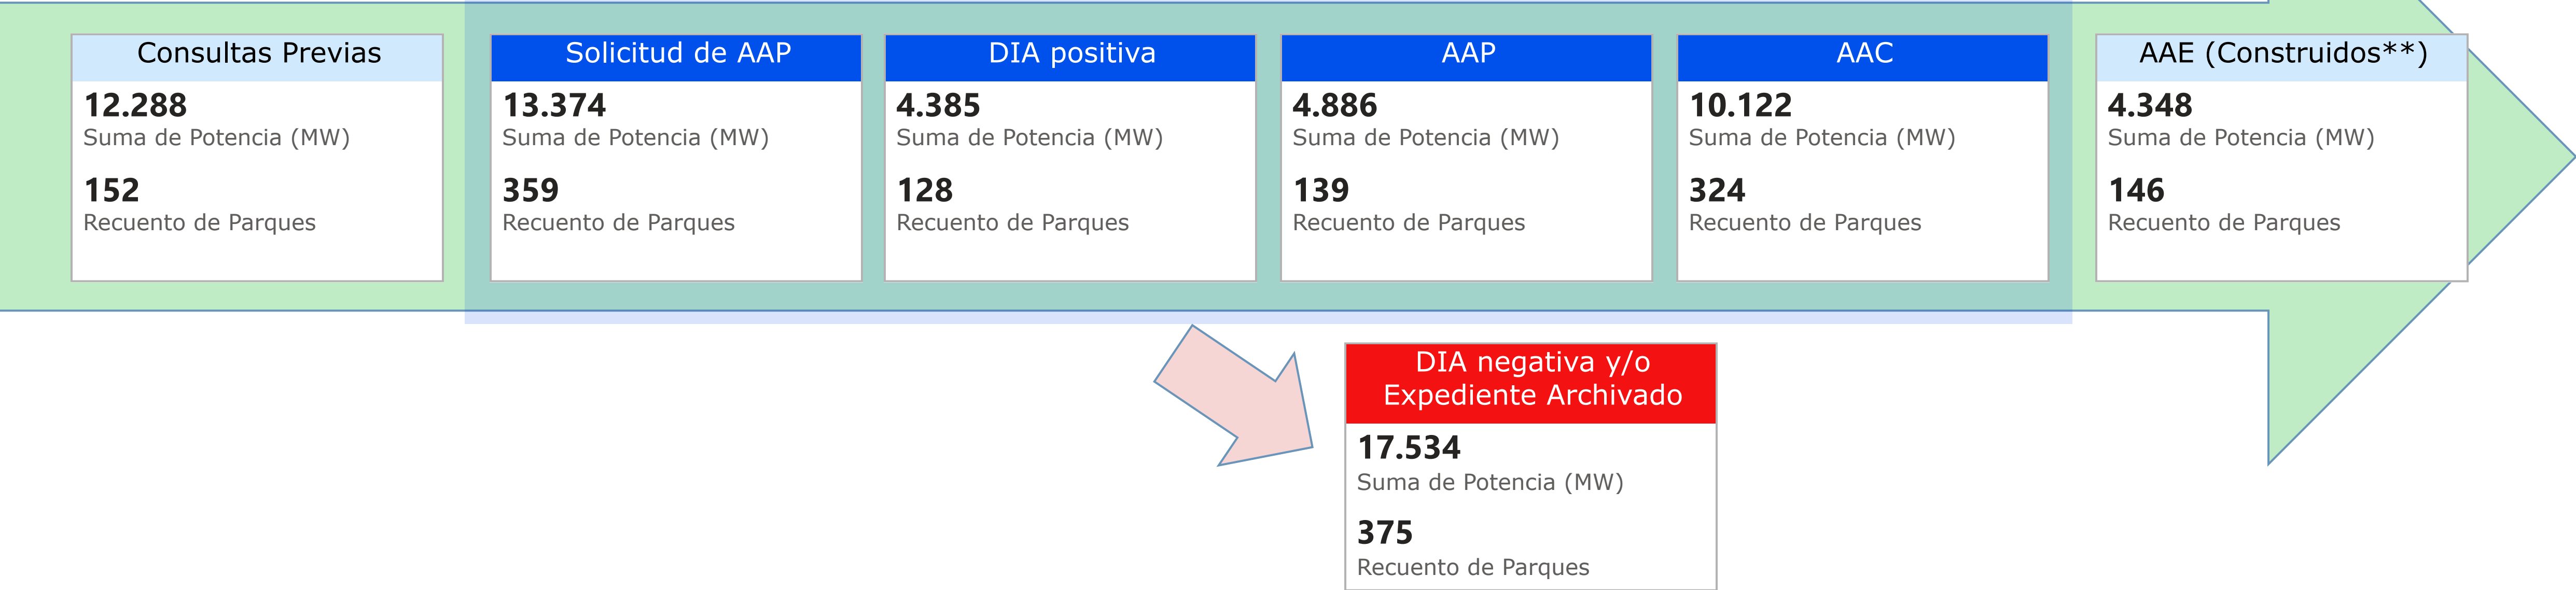 Consultas Previas
12.288
Suma de Potencia (MW)
152
Recuento de Parques
Solicitud de AAP
13.374
Suma de Potencia (MW)
359
Recuento de Parques
DIA positiva
4.385
Suma de Potencia (MW)
128
Recuento de Parques
AAP
4.886
Suma de Potencia (MW)
139
Recuento de Parques
AAC
10.122
Suma de Potencia (MW)
324
Recuento de Parques
AAE (Construidos**)
4.348
Suma de Potencia (MW)
146
Recuento de Parques
DIA negativa y/o
Expediente Archivado
17.534
Suma de Potencia (MW)
375
Recuento de Parques